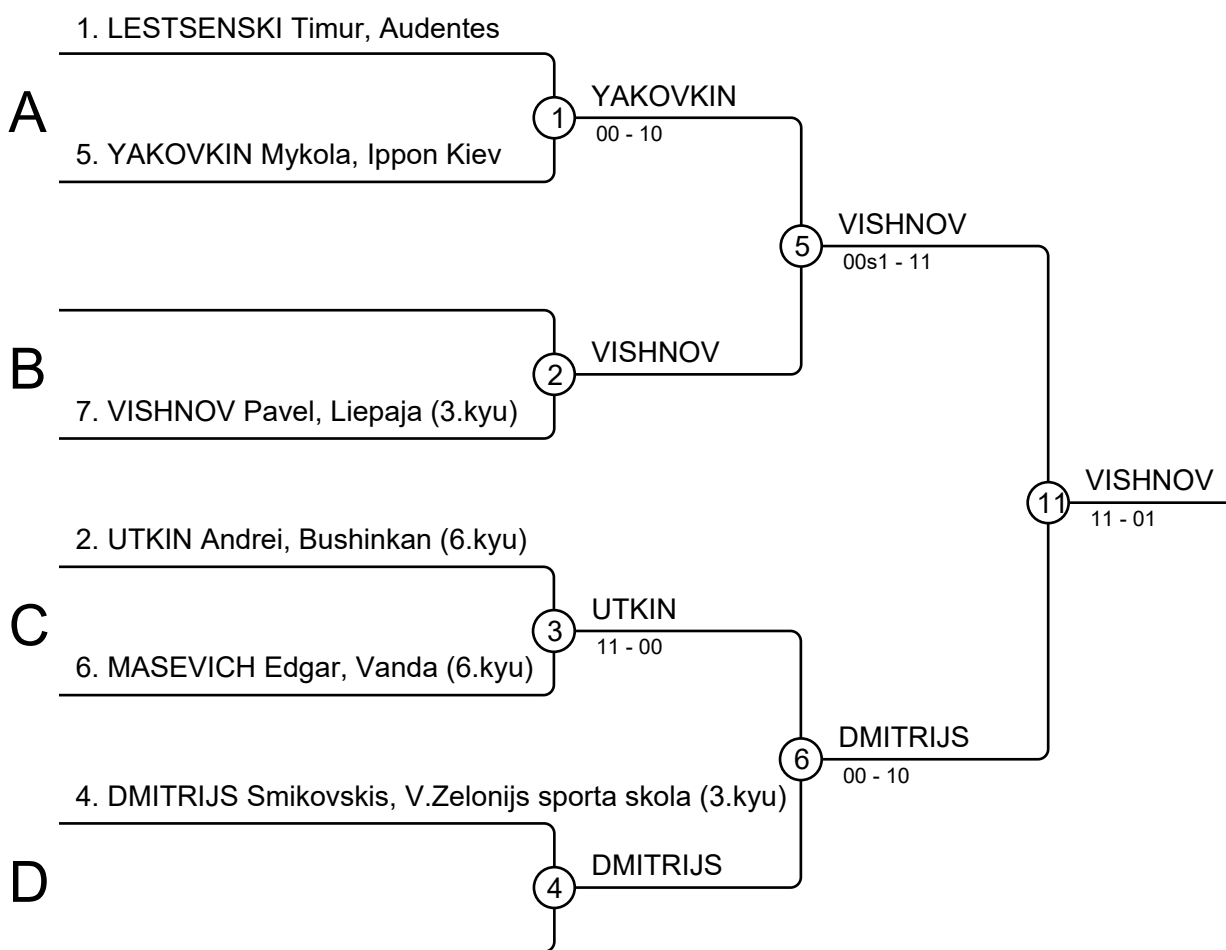 1. LESTSENSKI Timur, Audentes
A
1
YAKOVKIN
00 - 10
5. YAKOVKIN Mykola, Ippon Kiev
5
VISHNOV
00s1 - 11
B
2
VISHNOV
7. VISHNOV Pavel, Liepaja (3.kyu)
11
VISHNOV
11 - 01
2. UTKIN Andrei, Bushinkan (6.kyu)
C
3
UTKIN
11 - 00
6. MASEVICH Edgar, Vanda (6.kyu)
6
DMITRIJS
00 - 10
4. DMITRIJS Smikovskis, V.Zelonijs sporta skola (3.kyu)
D
4
DMITRIJS